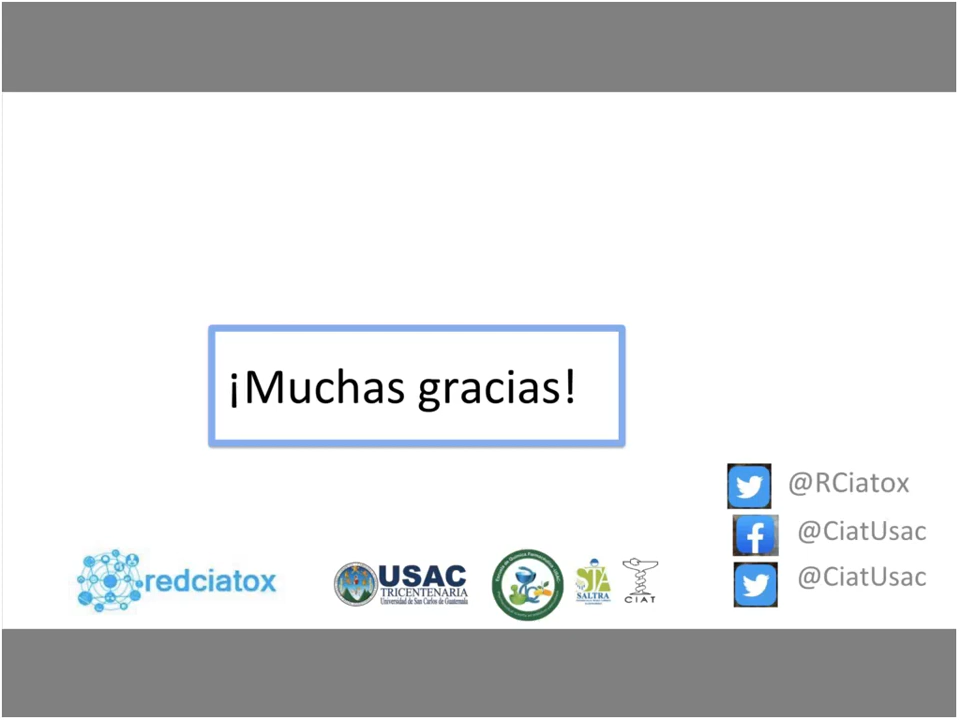 ¡Muchas gracias!
@RCiatox
@CiatUsac
@CiatUsac
redciatox
USAC
TRICENTENARIA
Universidad de San Carlos de Guatemala
SALTRA
CIAT